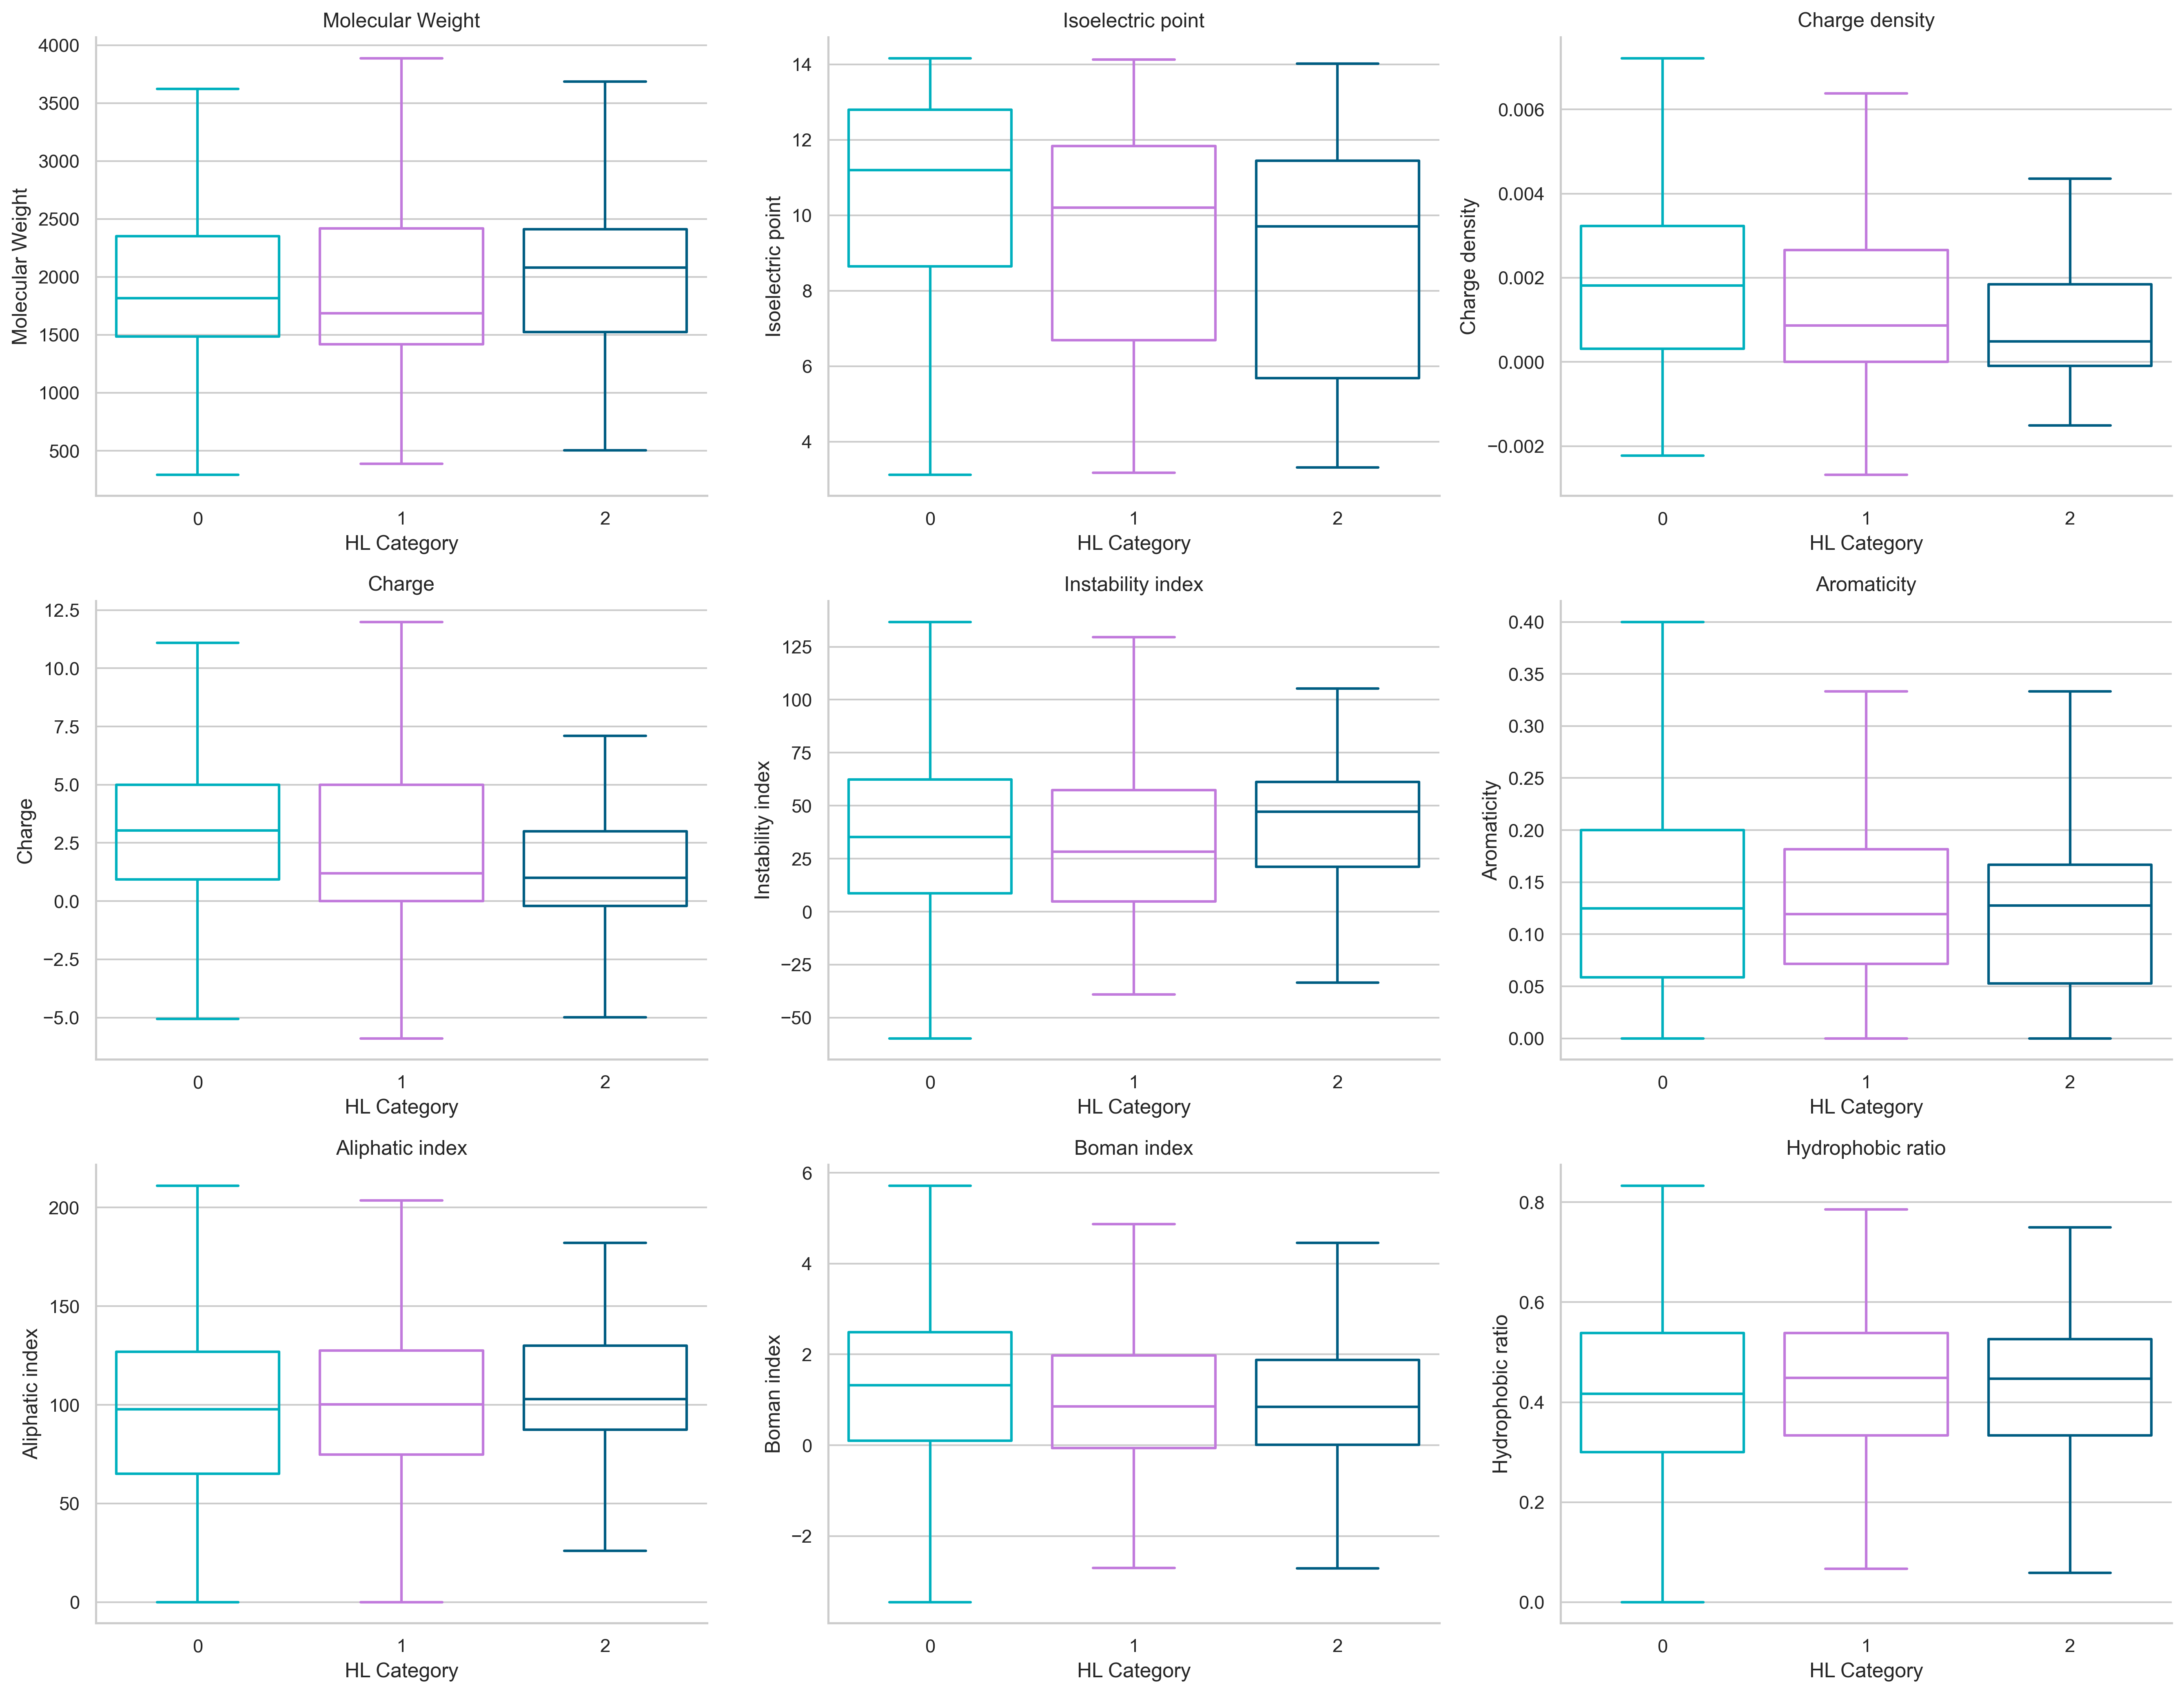 Molecular Weight
4000
3500
3000
2500
2000
1500
1000
500
Molecular Weight
0 1 2
HL Category
Isoelectric point
14
12
10
8
6
4
Isoelectric point
0 1 2
HL Category
Charge density
0.006
0.004
0.002
0.000
−0.002
Charge density
0 1 2
HL Category
Charge
12.5
10.0
7.5
5.0
2.5
0.0
−2.5
−5.0
Charge
0 1 2
HL Category
Instability index
125
100
75
50
25
0
−25
−50
Instability index
0 1 2
HL Category
Aromaticity
0.40
0.35
0.30
0.25
0.20
0.15
0.10
0.05
0.00
Aromaticity
0 1 2
HL Category
Aliphatic index
200
150
100
50
0
Aliphatic index
0 1 2
HL Category
Boman index
6
4
2
0
−2
Boman index
0 1 2
HL Category
Hydrophobic ratio
0.8
0.6
0.4
0.2
0.0
Hydrophobic ratio
0 1 2
HL Category